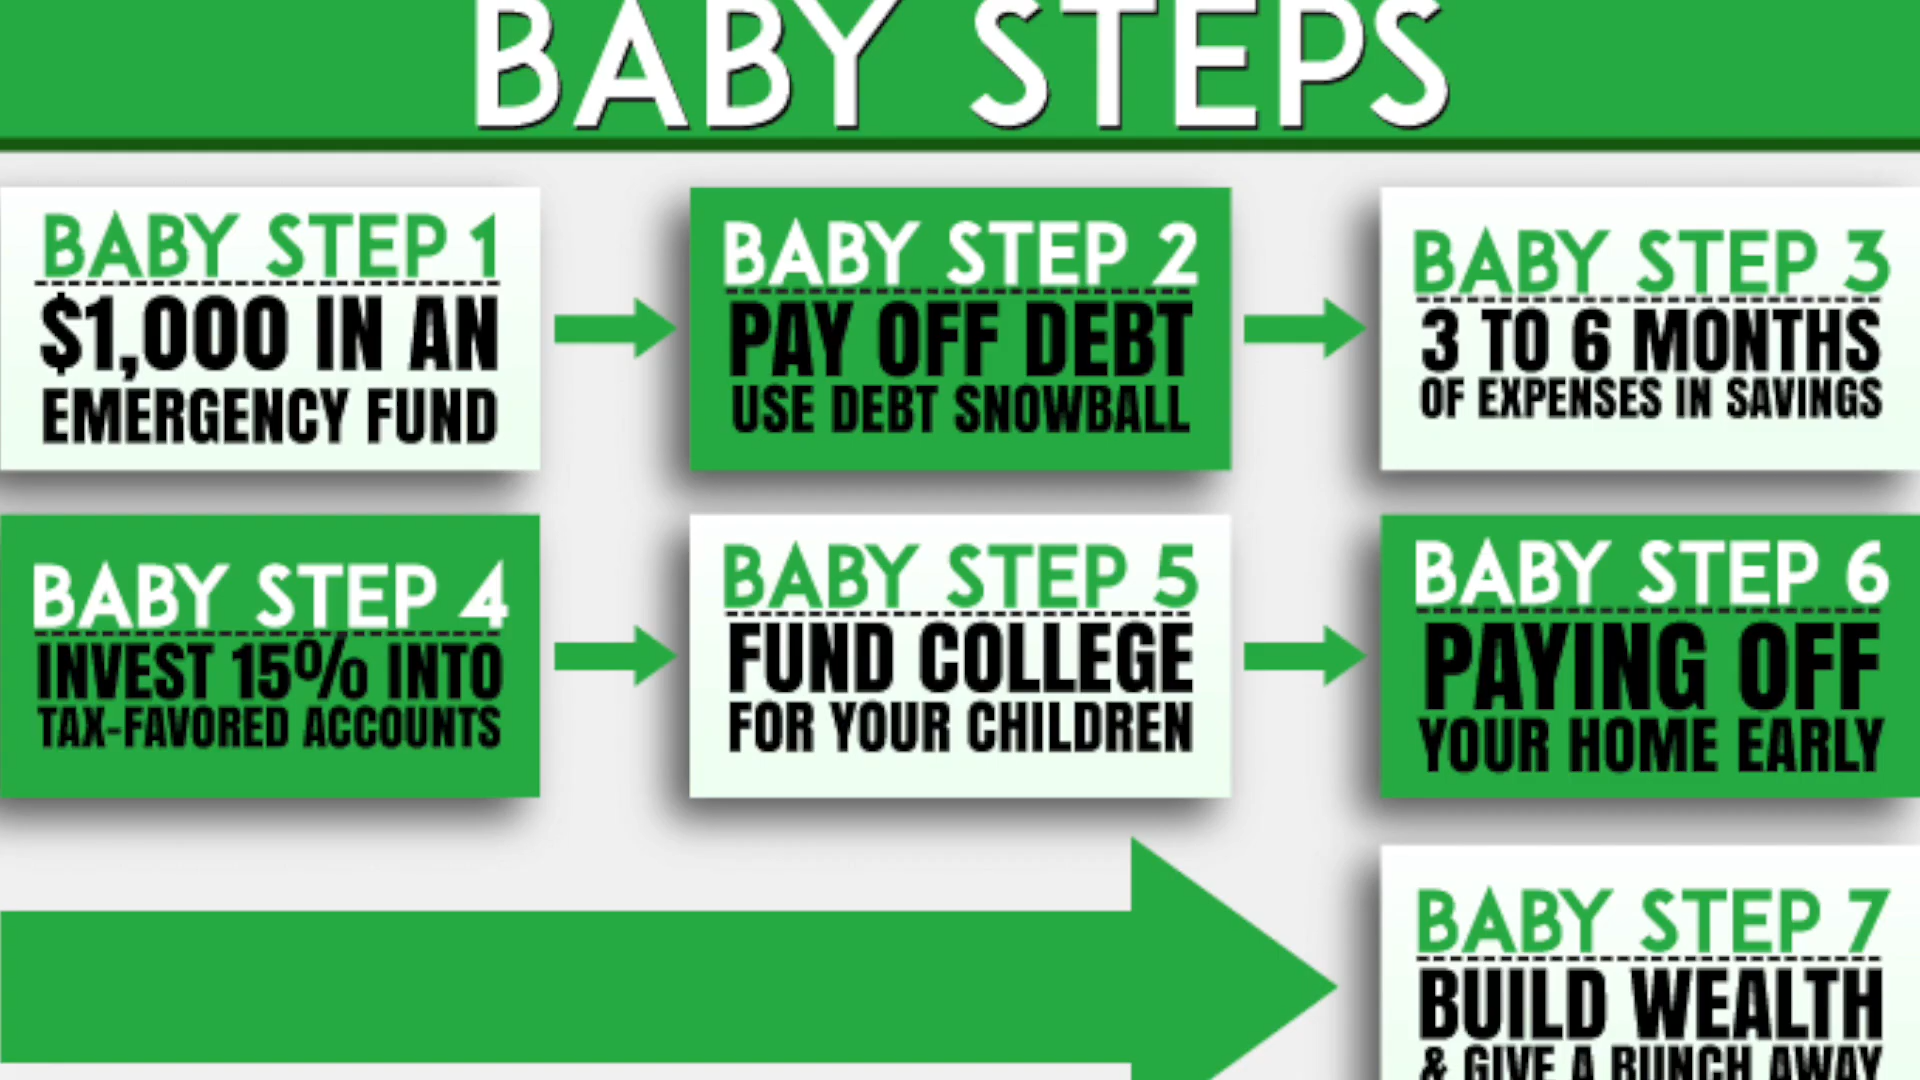 BABY STEPS
BABY STEP 1
$1,000 IN AN
EMERGENCY FUND
BABY STEP 2
PAY OFF DEBT
USE DEBT SNOWBALL
BABY STEP 3
3 TO 6 MONTHS
OF EXPENSES IN SAVINGS
BABY STEP 4
INVEST 15% INTO
TAX-FAVORED ACCOUNTS
BABY STEP 5
FUND COLLEGE
FOR YOUR CHILDREN
BABY STEP 6
PAYING OFF
YOUR HOME EARLY
BABY STEP 7
BUILD WEALTH
& GIVE A BUNCH AWAY